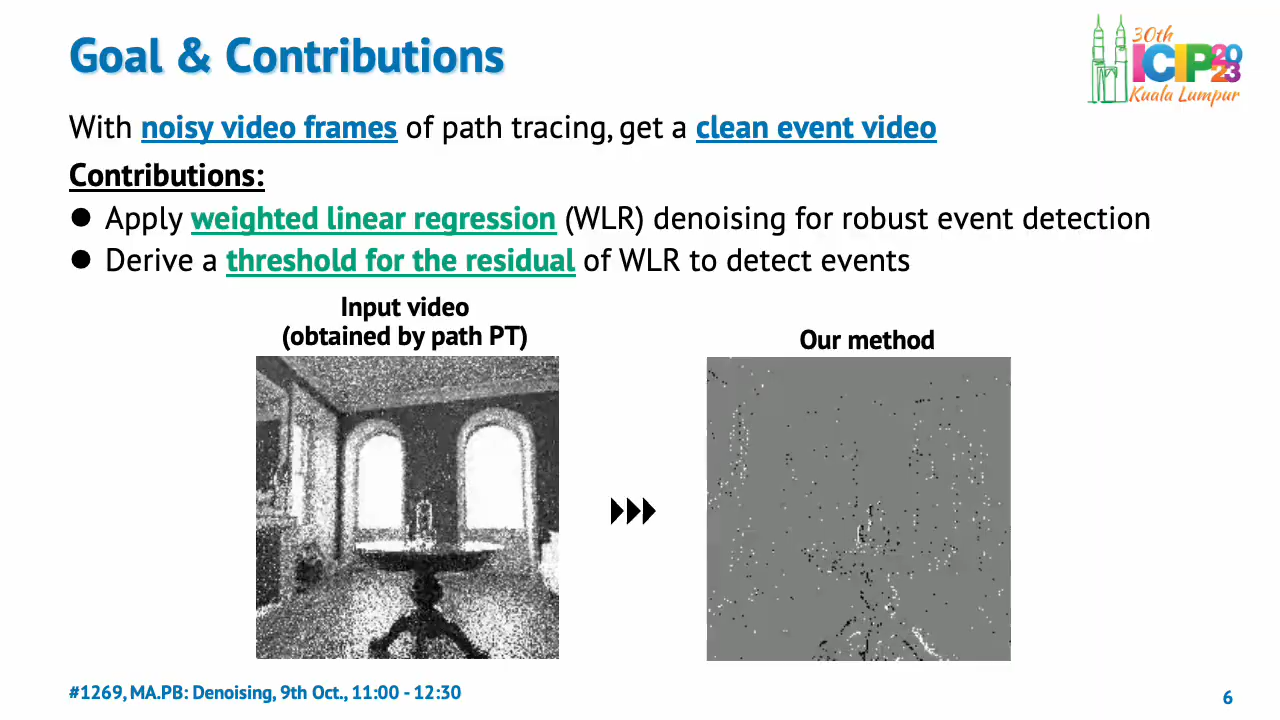 Goal & Contributions
30th
ICIP2023
Kuala Lumpur
With noisy video frames of path tracing, get a clean event video
Contributions:
● Apply weighted linear regression (WLR) denoising for robust event detection
● Derive a threshold for the residual of WLR to detect events
Input video
(obtained by path PT)
Our method
#1269, MA.PB: Denoising, 9th Oct., 11:00 - 12:30
6